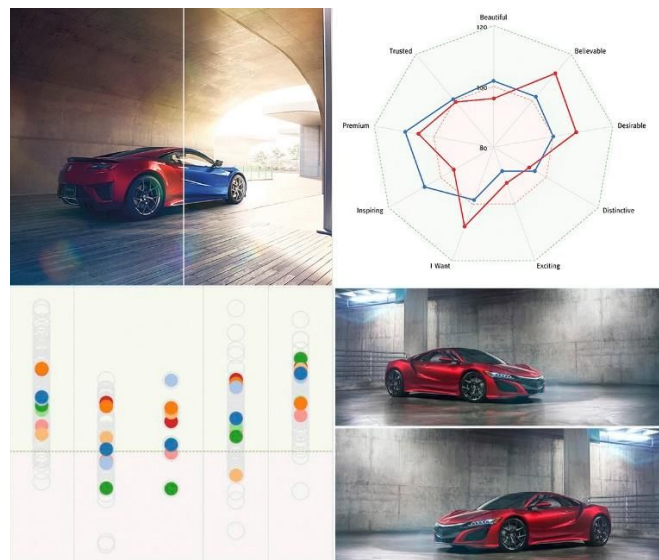 Beautiful
120
Trusted
Believable
100
Premium
Desirable
80
Inspiring
Distinctive
I Want
Exciting